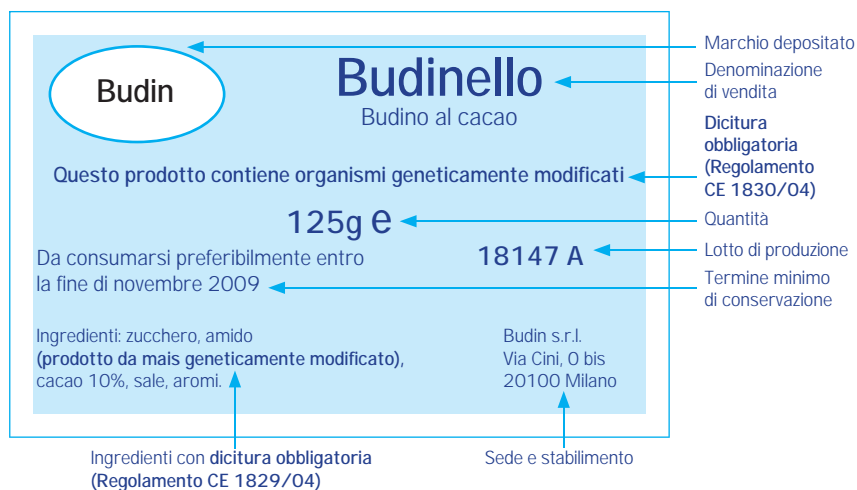 Marchio depositato
Budin
Budinello
Budino al cacao
Denominazione
di vendita
Dicitura
obbligatoria
(Regolamento
CE 1830/04)
Questo prodotto contiene organismi geneticamente modificati
125g e
Quantità
18147 A
Lotto di produzione
Da consumarsi preferibilmente entro
la fine di novembre 2009
Termine minimo
di conservazione
Ingredienti: zucchero, amido
(prodotto da mais geneticamente modificato),
cacao 10%, sale, aromi.
Budin s.r.l.
Via Cini, 0 bis
20100 Milano
Ingredienti con dicitura obbligatoria
(Regolamento CE 1829/04)
Sede e stabilimento